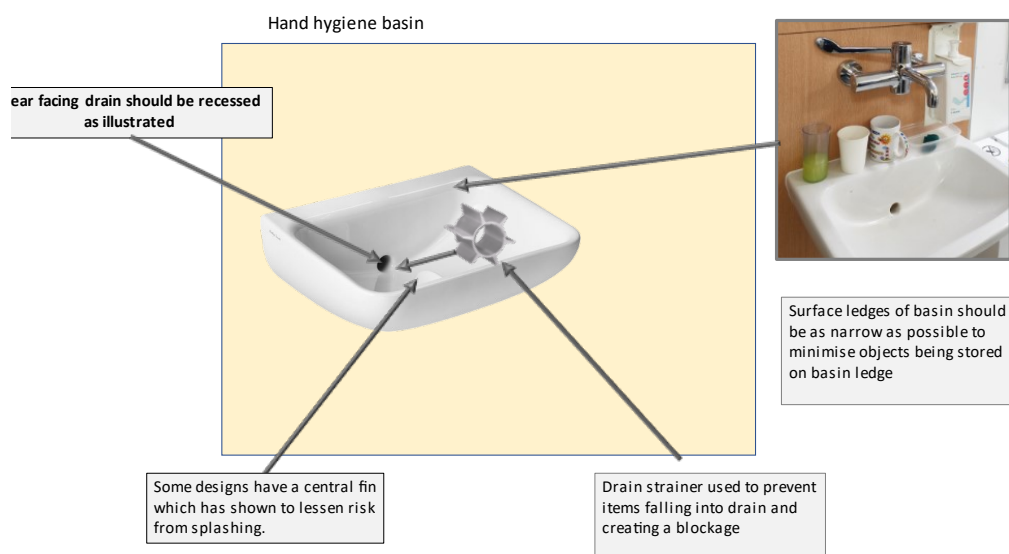 Hand hygiene basin
ear facing drain should be recessed
as illustrated
Surface ledges of basin should
be as narrow as possible to
minimise objects being stored
on basin ledge
Some designs have a central fin
which has shown to lessen risk
from splashing.
Drain strainer used to prevent
items falling into drain and
creating a blockage